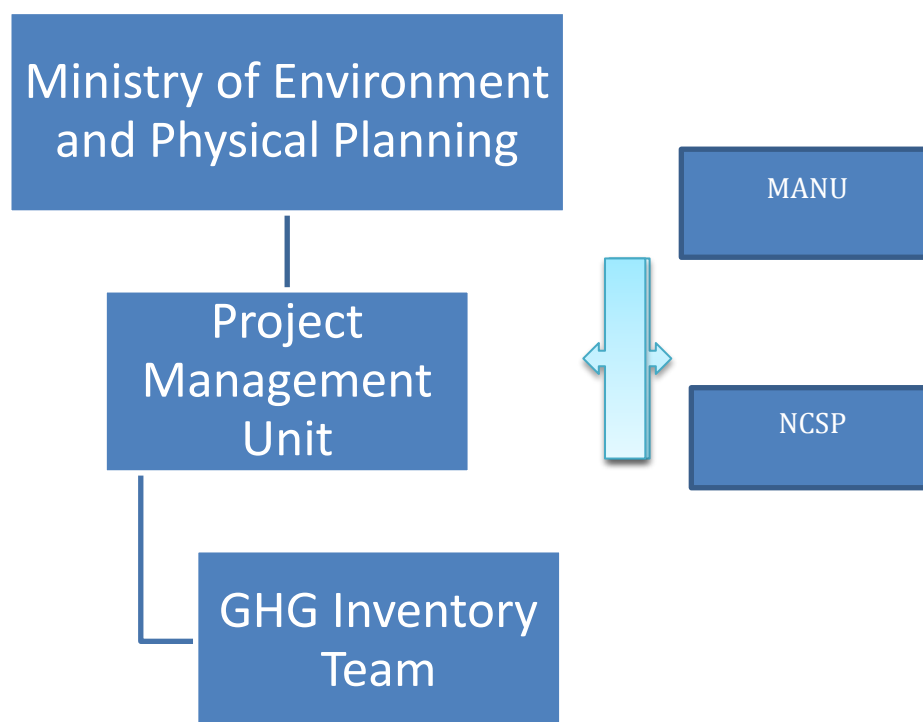 Ministry of Environment
and Physical Planning
MANU
Project
Management
Unit
NCSP
GHG Inventory
Team